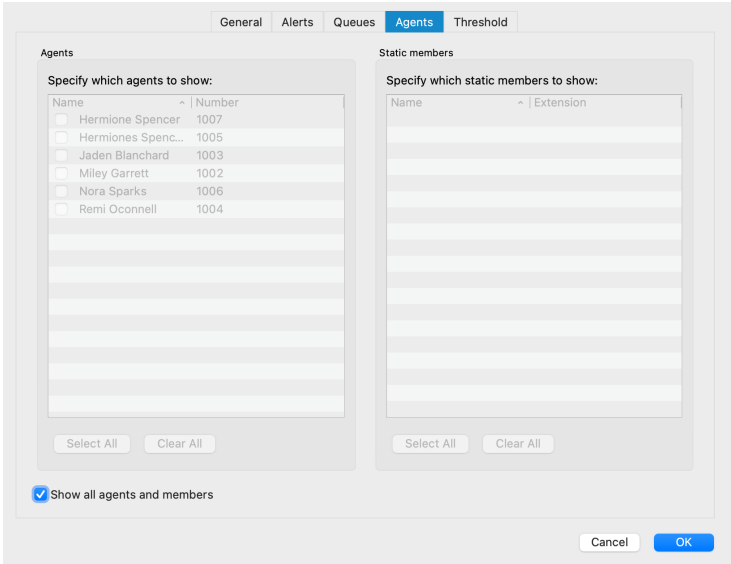 General Alerts Queues Agents Threshold
Agents
Static members
Specify which agents to show:
Specify which static members to show:
Name Number
Name Extension
Hermione Spencer 1007
Hermiones Spenc... 1005
Jaden Blanchard 1003
Miley Garrett 1002
Nora Sparks 1006
Remi Oconnell 1004
Select All Clear All
Select All Clear All
Show all agents and members
Cancel OK